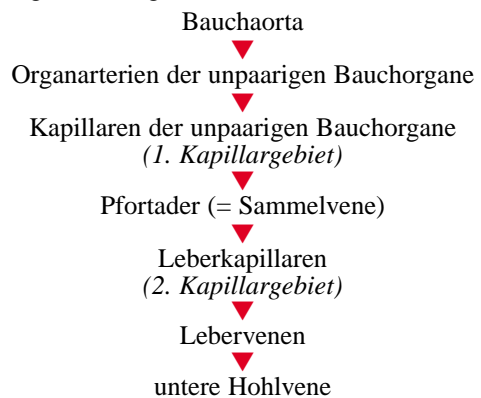 Bauchaorta
Organarterien der unpaarigen Bauchorgane
Kapillaren der unpaarigen Bauchorgane
(1. Kapillargebiet)
Pfortader (= Sammelvene)
Leberkapillaren
(2. Kapillargebiet)
Lebervenen
untere Hohlvene